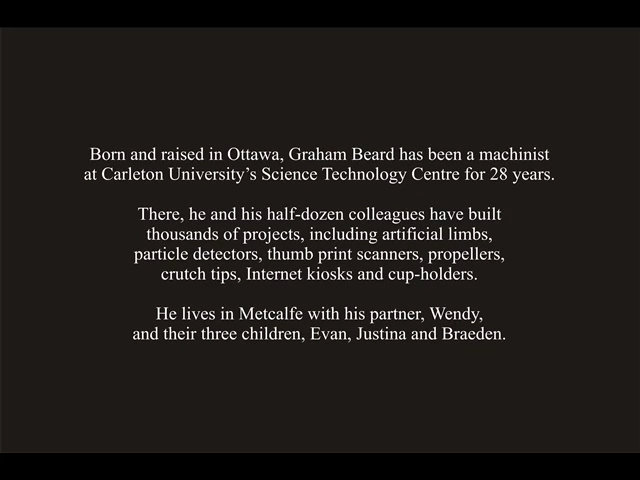 Born and raised in Ottawa, Graham Beard has been a machinist
at Carleton University’s Science Technology Centre for 28 years.
There, he and his half-dozen colleagues have built
thousands of projects, including artificial limbs,
particle detectors, thumb print scanners, propellers,
crutch tips, Internet kiosks and cup-holders.
He lives in Metcalfe with his partner, Wendy,
and their three children, Evan, Justina and Braeden.